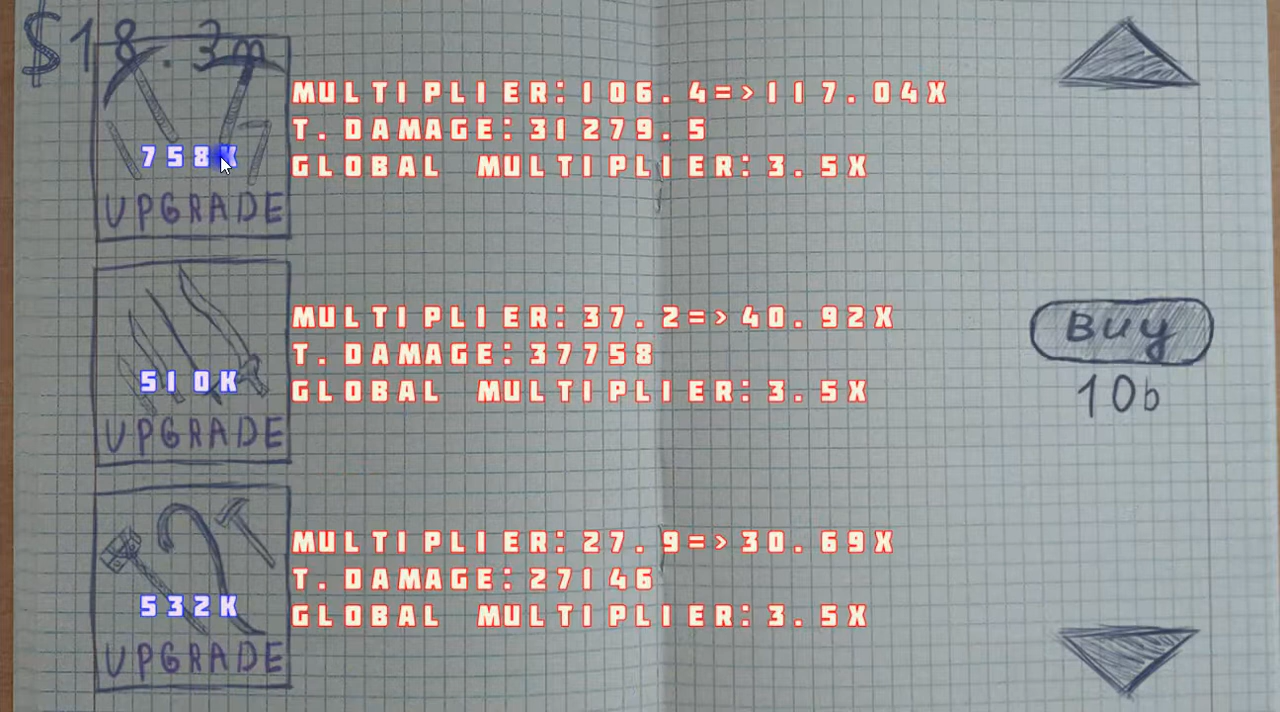 $18.3m
MULTIPLIER:106.4=>117.04X
T. DAMAGE:31279.5
GLOBAL MULTIPLIER:3.5X
758K
UPGRADE
MULTIPLIER:37.2=>40.92X
T. DAMAGE:37758
GLOBAL MULTIPLIER:3.5X
510K
UPGRADE
Buy
10b
MULTIPLIER:27.9=>30.69X
T. DAMAGE:27146
GLOBAL MULTIPLIER:3.5X
532K
UPGRADE